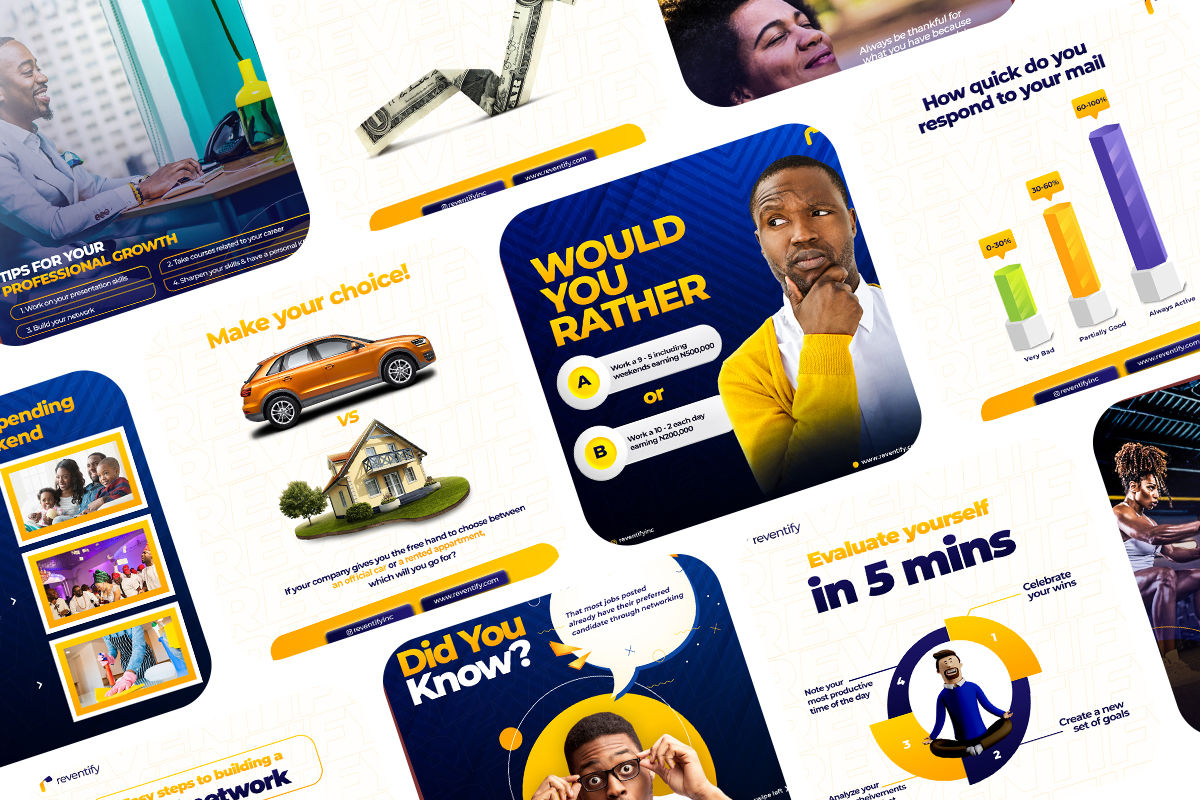 TIPS FOR YOUR
PROFESSIONAL GROWTH
1. Work on your presentation skills
2. Take courses related to your career
3. Build your network
4. Sharpen your skills & have a personal
@reventifyinc
www.reventify.com
Always be thankful for
what you have because
How quick do you
respond to your mail
0-30%
30-60%
60-100%
Very Bad
Partially Good
Always Active
@reventifyinc
www.reventify.com
Make your choice!
VS
If your company gives you the free hand to choose between
an official car or a rented appartment,
which will you go for?
@reventifyinc
www.reventify.com
WOULD
YOU
RATHER
A
Work a 9 - 5 including
weekends earning N500,000
or
B
Work a 10 - 2 each day
earning N200,000
@reventifyinc
www.reventify.c
pending
kend
reventify
Easy steps to building a
network
Did You
Know?
That most jobs posted
already have their preferred
candidate through networking
reventify
Evaluate yourself
in 5 mins
1
Celebrate
your wins
2
Create a new
set of goals
3
Analyze your
4
Note your
most productive
time of the day